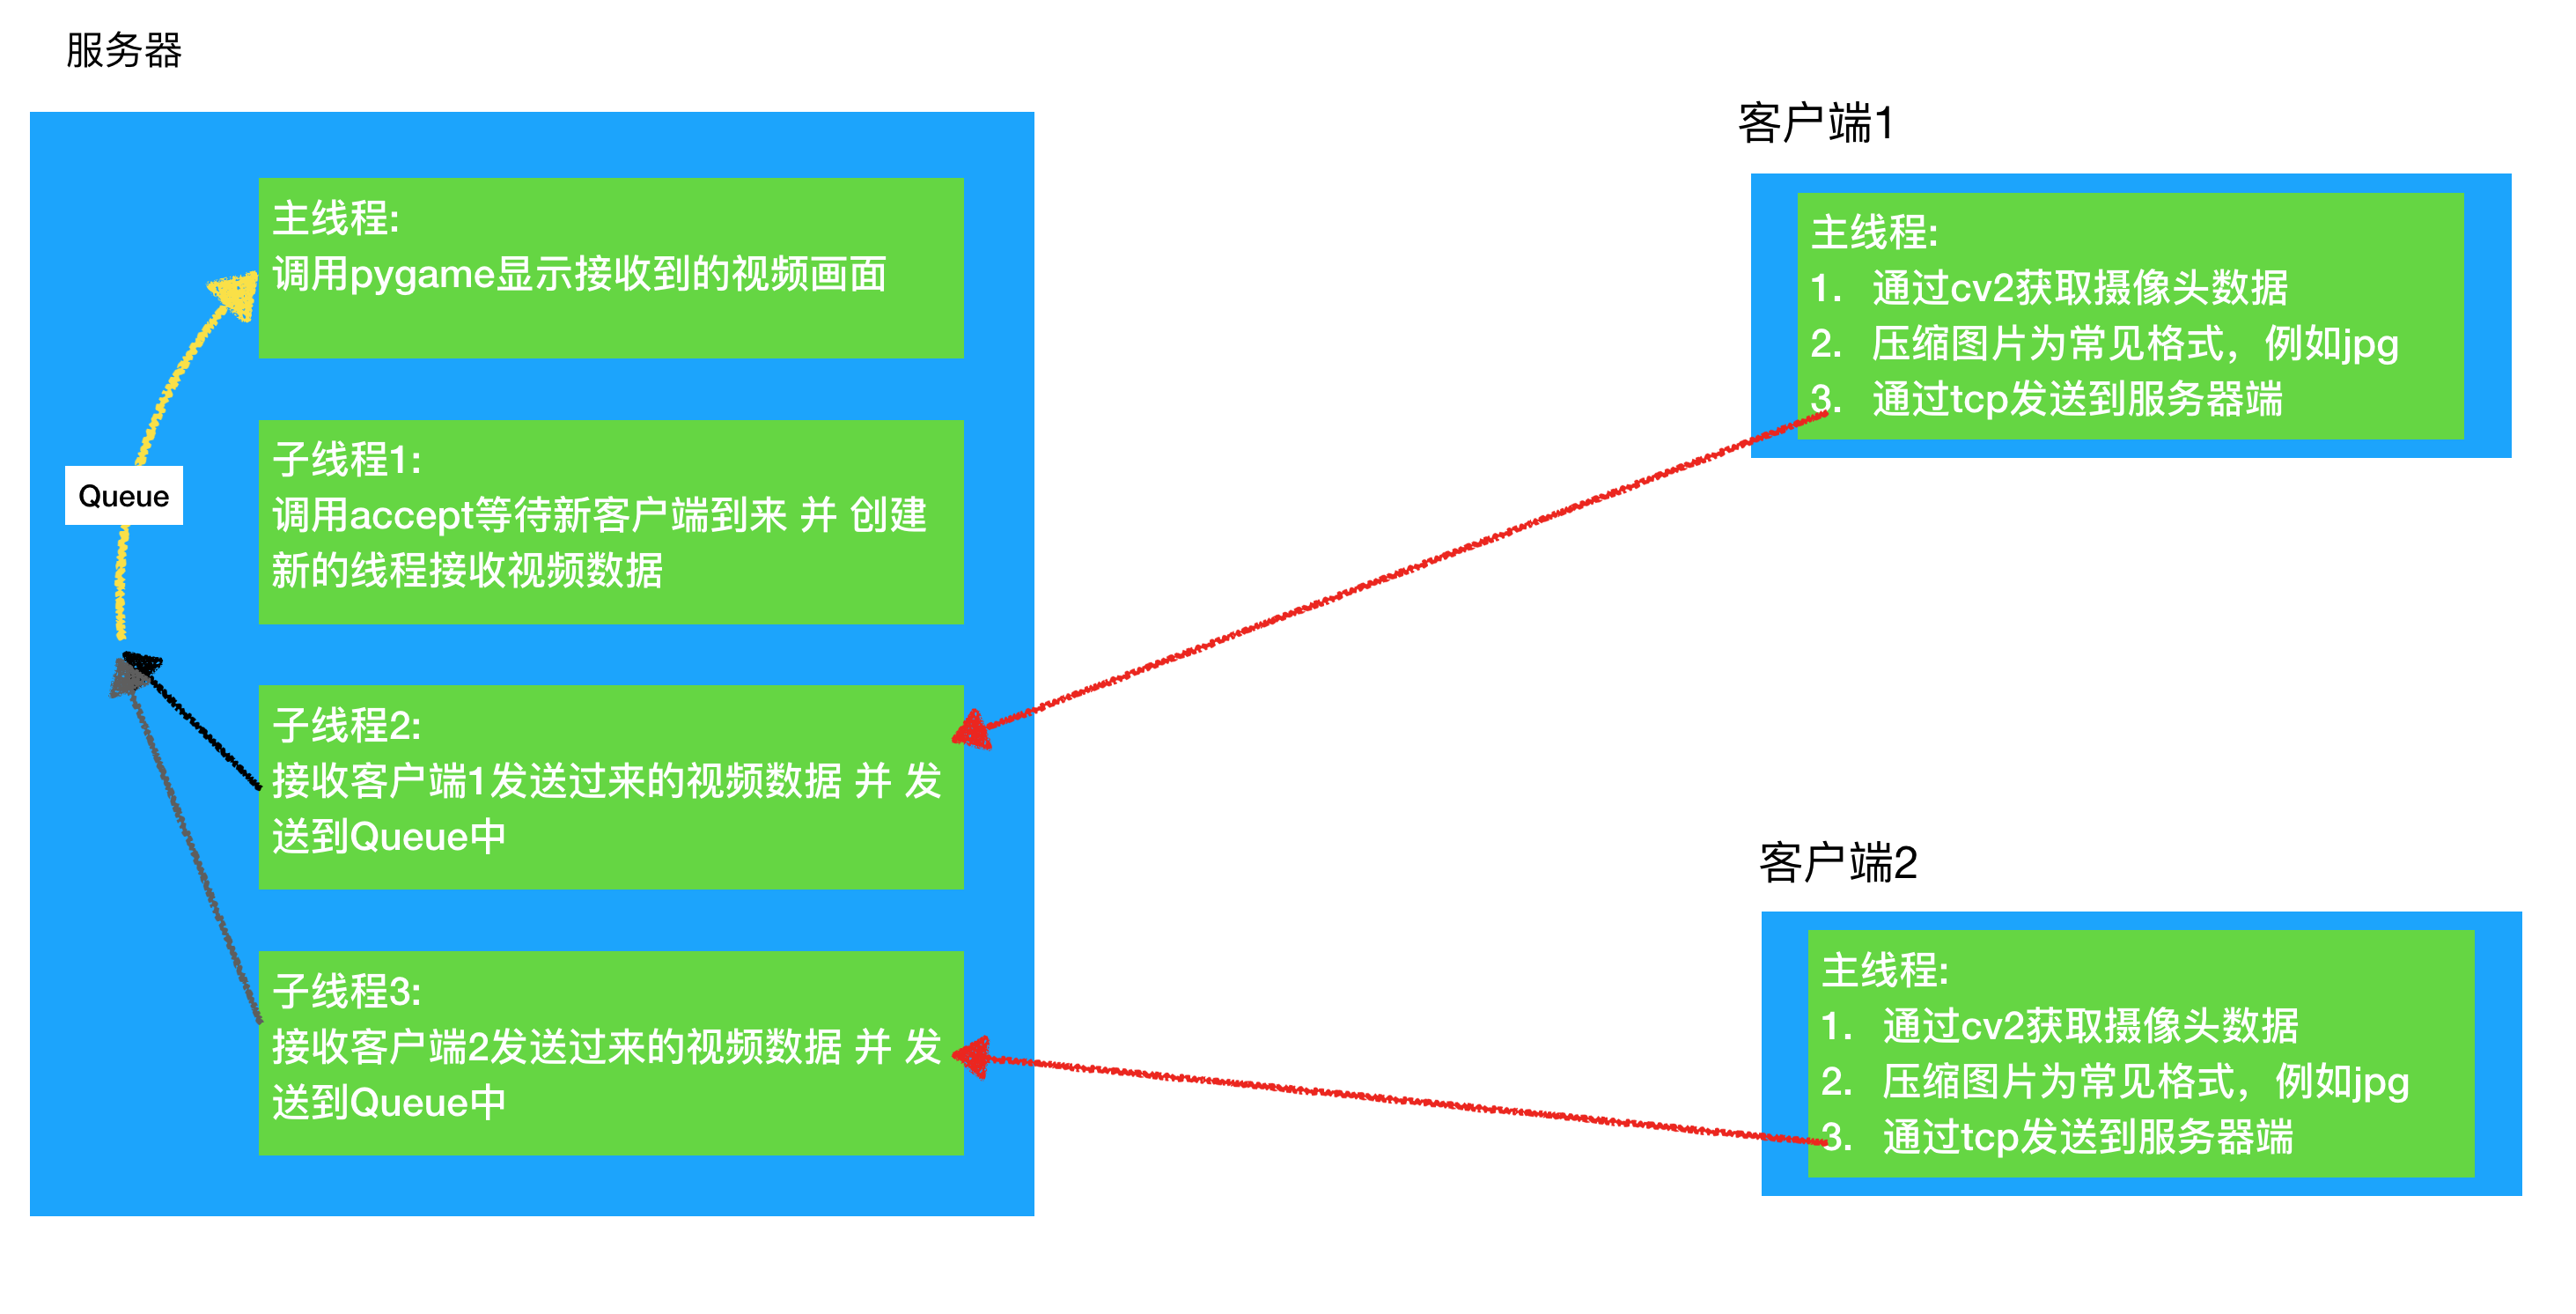 服务器
主线程:
调用pygame显示接收到的视频画面
Queue
子线程1:
调用accept等待新客户端到来 并 创建
新的线程接收视频数据
子线程2:
接收客户端1发送过来的视频数据 并 发
送到Queue中
子线程3:
接收客户端2发送过来的视频数据 并 发
送到Queue中
客户端1
主线程:
1. 通过cv2获取摄像头数据
2. 压缩图片为常见格式，例如jpg
3. 通过tcp发送到服务器端
客户端2
主线程:
1. 通过cv2获取摄像头数据
2. 压缩图片为常见格式，例如jpg
3. 通过tcp发送到服务器端